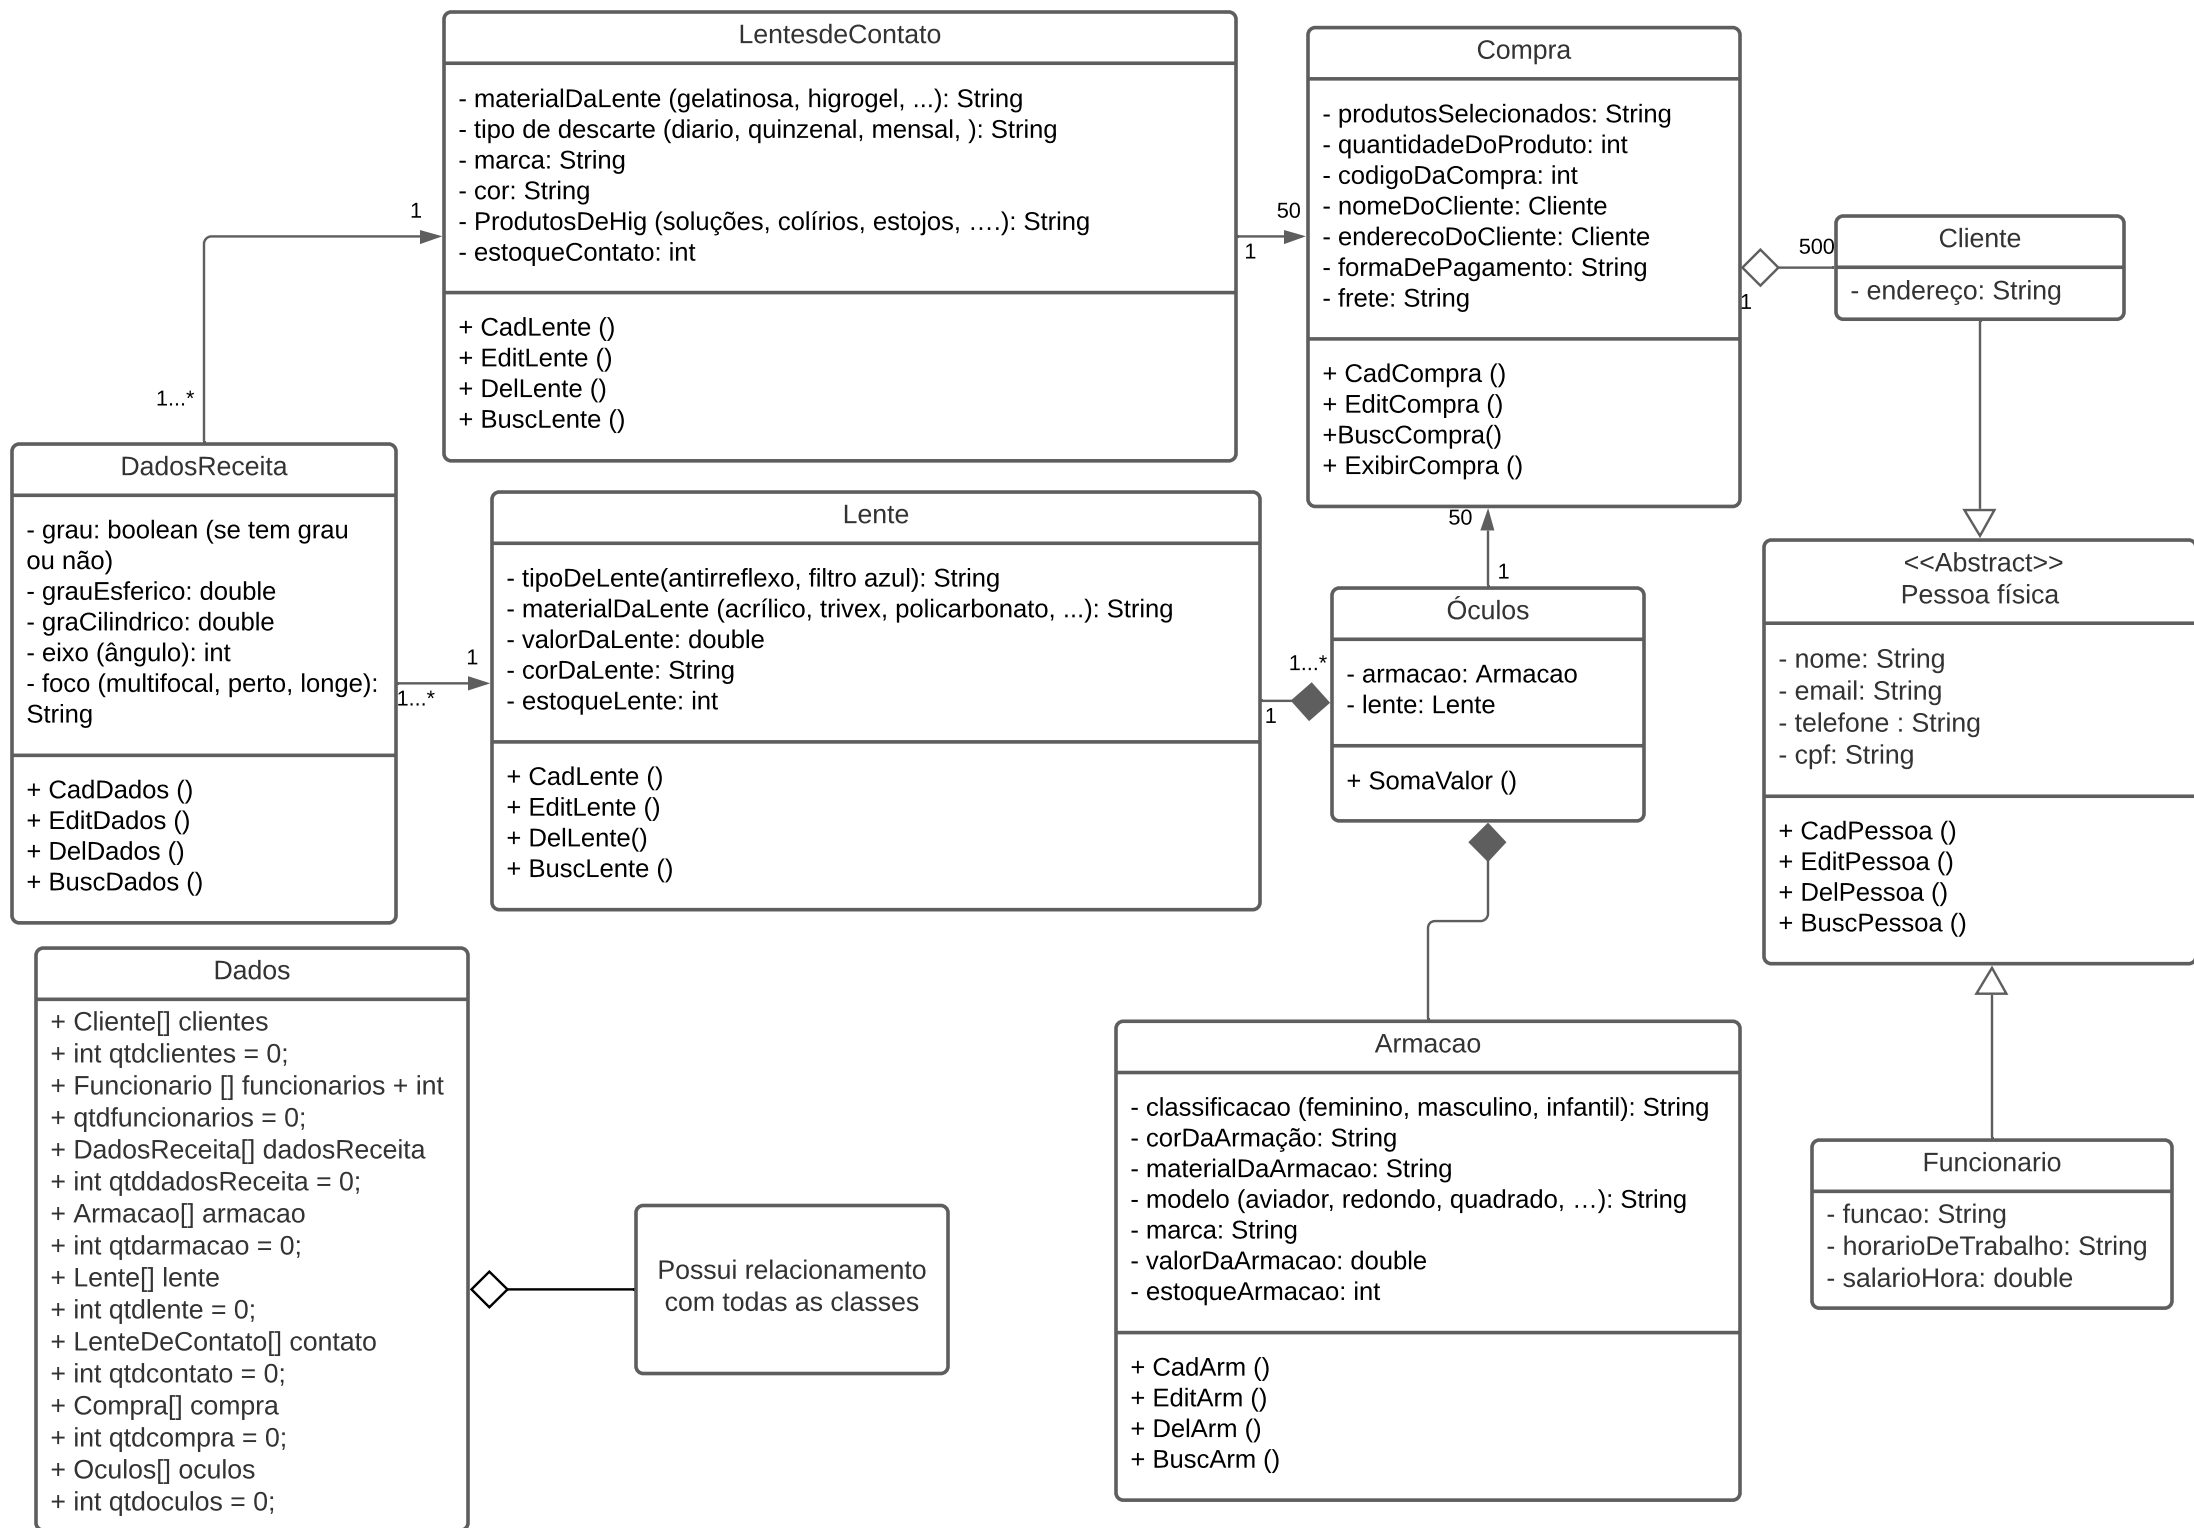 LentesdeContato
- materialDaLente (gelatinosa, higrogel, ...): String
- tipo de descarte (diario, quinzenal, mensal, ): String
- marca: String
- cor: String
- ProdutosDeHig (soluções, colírios, estojos, ….): String
- estoqueContato: int
+ CadLente ()
+ EditLente ()
+ DelLente ()
+ BuscLente ()
1
1...*
50
1
Compra
- produtosSelecionados: String
- quantidadeDoProduto: int
- codigoDaCompra: int
- nomeDoCliente: Cliente
- enderecoDoCliente: Cliente
- formaDePagamento: String
- frete: String
+ CadCompra ()
+ EditCompra ()
+BuscCompra()
+ ExibirCompra ()
500
1
Cliente
- endereço: String
DadosReceita
- grau: boolean (se tem grau
ou não)
- grauEsferico: double
- graCilindrico: double
- eixo (ângulo): int
- foco (multifocal, perto, longe):
String
+ CadDados ()
+ EditDados ()
+ DelDados ()
+ BuscDados ()
1
1...*
Lente
- tipoDeLente(antirreflexo, filtro azul): String
- materialDaLente (acrílico, trivex, policarbonato, ...): String
- valorDaLente: double
- corDaLente: String
- estoqueLente: int
+ CadLente ()
+ EditLente ()
+ DelLente()
+ BuscLente ()
1...*
1
50
1
Óculos
- armacao: Armacao
- lente: Lente
+ SomaValor ()
<<Abstract>>
Pessoa física
- nome: String
- email: String
- telefone : String
- cpf: String
+ CadPessoa ()
+ EditPessoa ()
+ DelPessoa ()
+ BuscPessoa ()
Dados
+ Cliente[] clientes
+ int qtdclientes = 0;
+ Funcionario [] funcionarios + int
+ qtdfuncionarios = 0;
+ DadosReceita[] dadosReceita
+ int qtddadosReceita = 0;
+ Armacao[] armacao
+ int qtdarmacao = 0;
+ Lente[] lente
+ int qtdlente = 0;
+ LenteDeContato[] contato
+ int qtdcontato = 0;
+ Compra[] compra
+ int qtdcompra = 0;
+ Oculos[] oculos
+ int qtdoculos = 0;
Possui relacionamento
com todas as classes
Armacao
- classificacao (feminino, masculino, infantil): String
- corDaArmação: String
- materialDaArmacao: String
- modelo (aviador, redondo, quadrado, …): String
- marca: String
- valorDaArmacao: double
- estoqueArmacao: int
+ CadArm ()
+ EditArm ()
+ DelArm ()
+ BuscArm ()
Funcionario
- funcao: String
- horarioDeTrabalho: String
- salarioHora: double